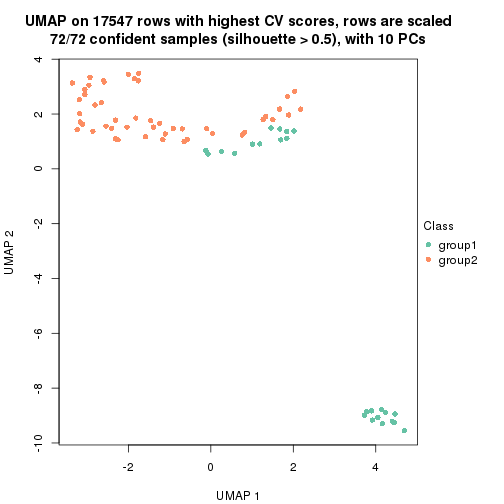 UMAP on 17547 rows with highest CV scores, rows are scaled
72/72 confident samples (silhouette > 0.5), with 10 PCs
4
2
0
-2
-4
-6
-8
-10
UMAP 2
Class
group1
group2
-2
0
2
4
UMAP 1